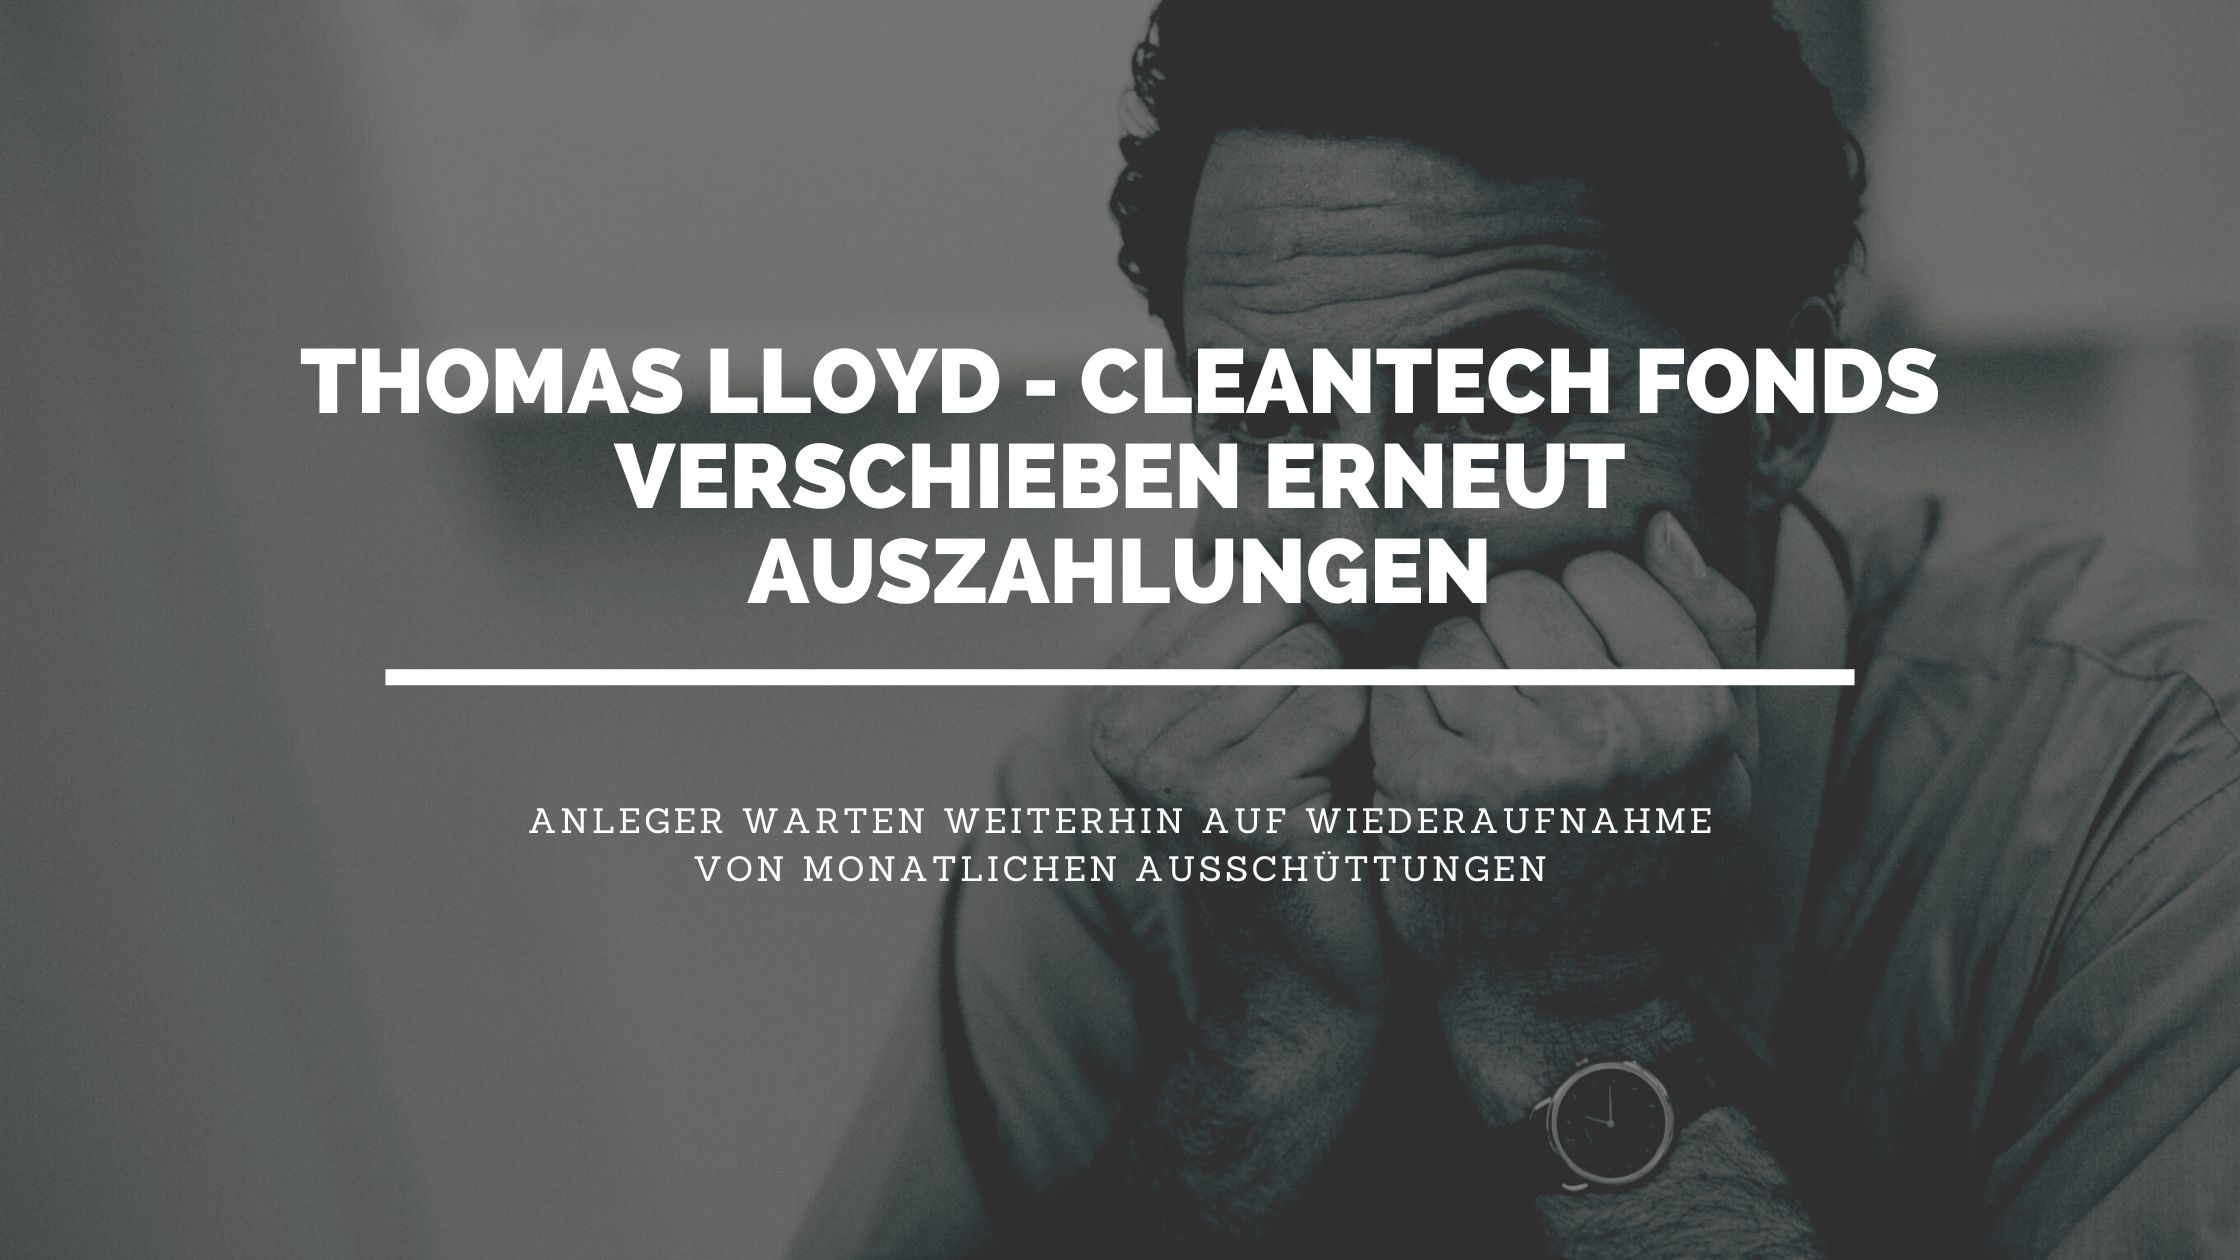 THOMAS LLOYD - CLEANTECH FONDS
VERSCHIEBEN ERNEUT
AUSZAHLUNGEN
ANLEGER WARTEN WEITERHIN AUF WIEDERAUFNAHME
VON MONATLICHEN AUSSCHÜTTUNGEN